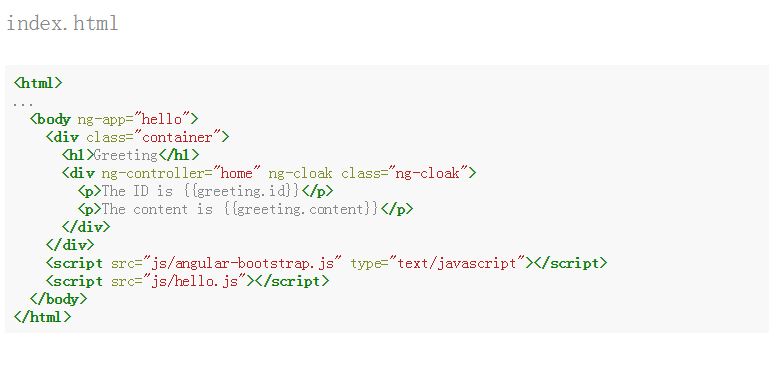 index.html
<html>
...
  <body ng-app="hello">
    <div class="container">
      <h1>Greeting</h1>
      <div ng-controller="home" ng-cloak class="ng-cloak">
        <p>The ID is {{greeting.id}}</p>
        <p>The content is {{greeting.content}}</p>
      </div>
    </div>
    <script src="js/angular-bootstrap.js" type="text/javascript"></script>
    <script src="js/hello.js"></script>
  </body>
</html>